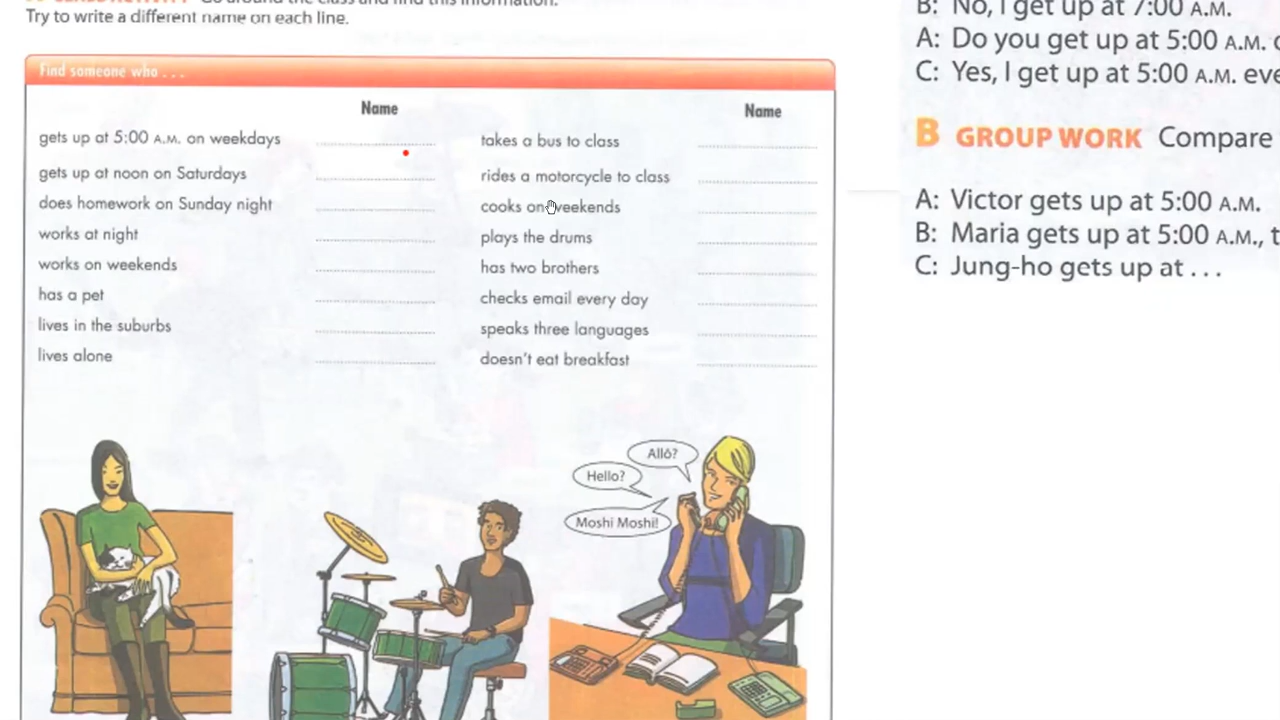 Try to write a different name on each line.
Find someone who . . .
Name
gets up at 5:00 A.M. on weekdays
gets up at noon on Saturdays
does homework on Sunday night
works at night
works on weekends
has a pet
lives in the suburbs
lives alone
Name
takes a bus to class
rides a motorcycle to class
cooks on weekends
plays the drums
has two brothers
checks email every day
speaks three languages
doesn't eat breakfast
Allô?
Hello?
Moshi Moshi!
B: No, I get up at 7:00 A.M.
A: Do you get up at 5:00 A.M.
C: Yes, I get up at 5:00 A.M.
B GROUP WORK Compare
A: Victor gets up at 5:00 A.M.
B: Maria gets up at 5:00 A.M.,
C: Jung-ho gets up at . . .